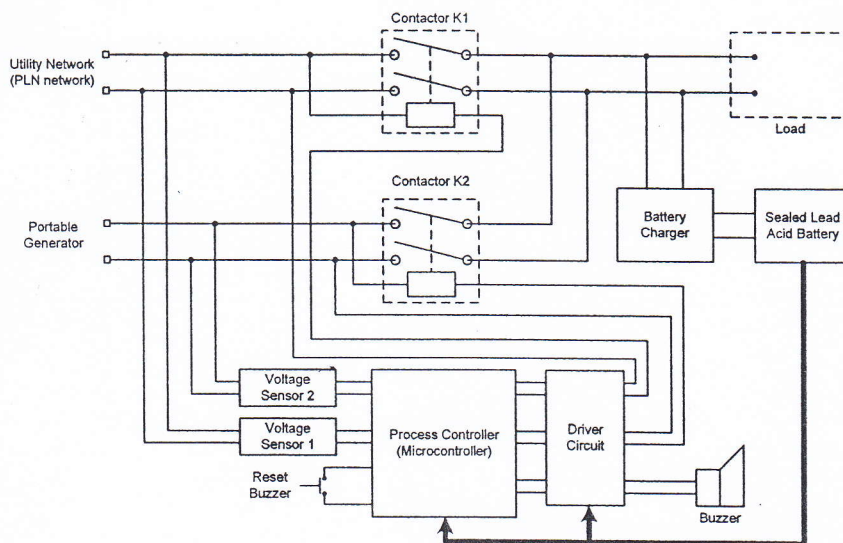 Contactor K1
Utility Network
(PLN network)
Load
Contactor K2
Portable
Generator
Battery
Charger
Sealed Lead
Acid Battery
Voltage
Sensor 2
Voltage
Sensor 1
Process Controller
(Microcontroller)
Driver
Circuit
Reset
Buzzer
Buzzer